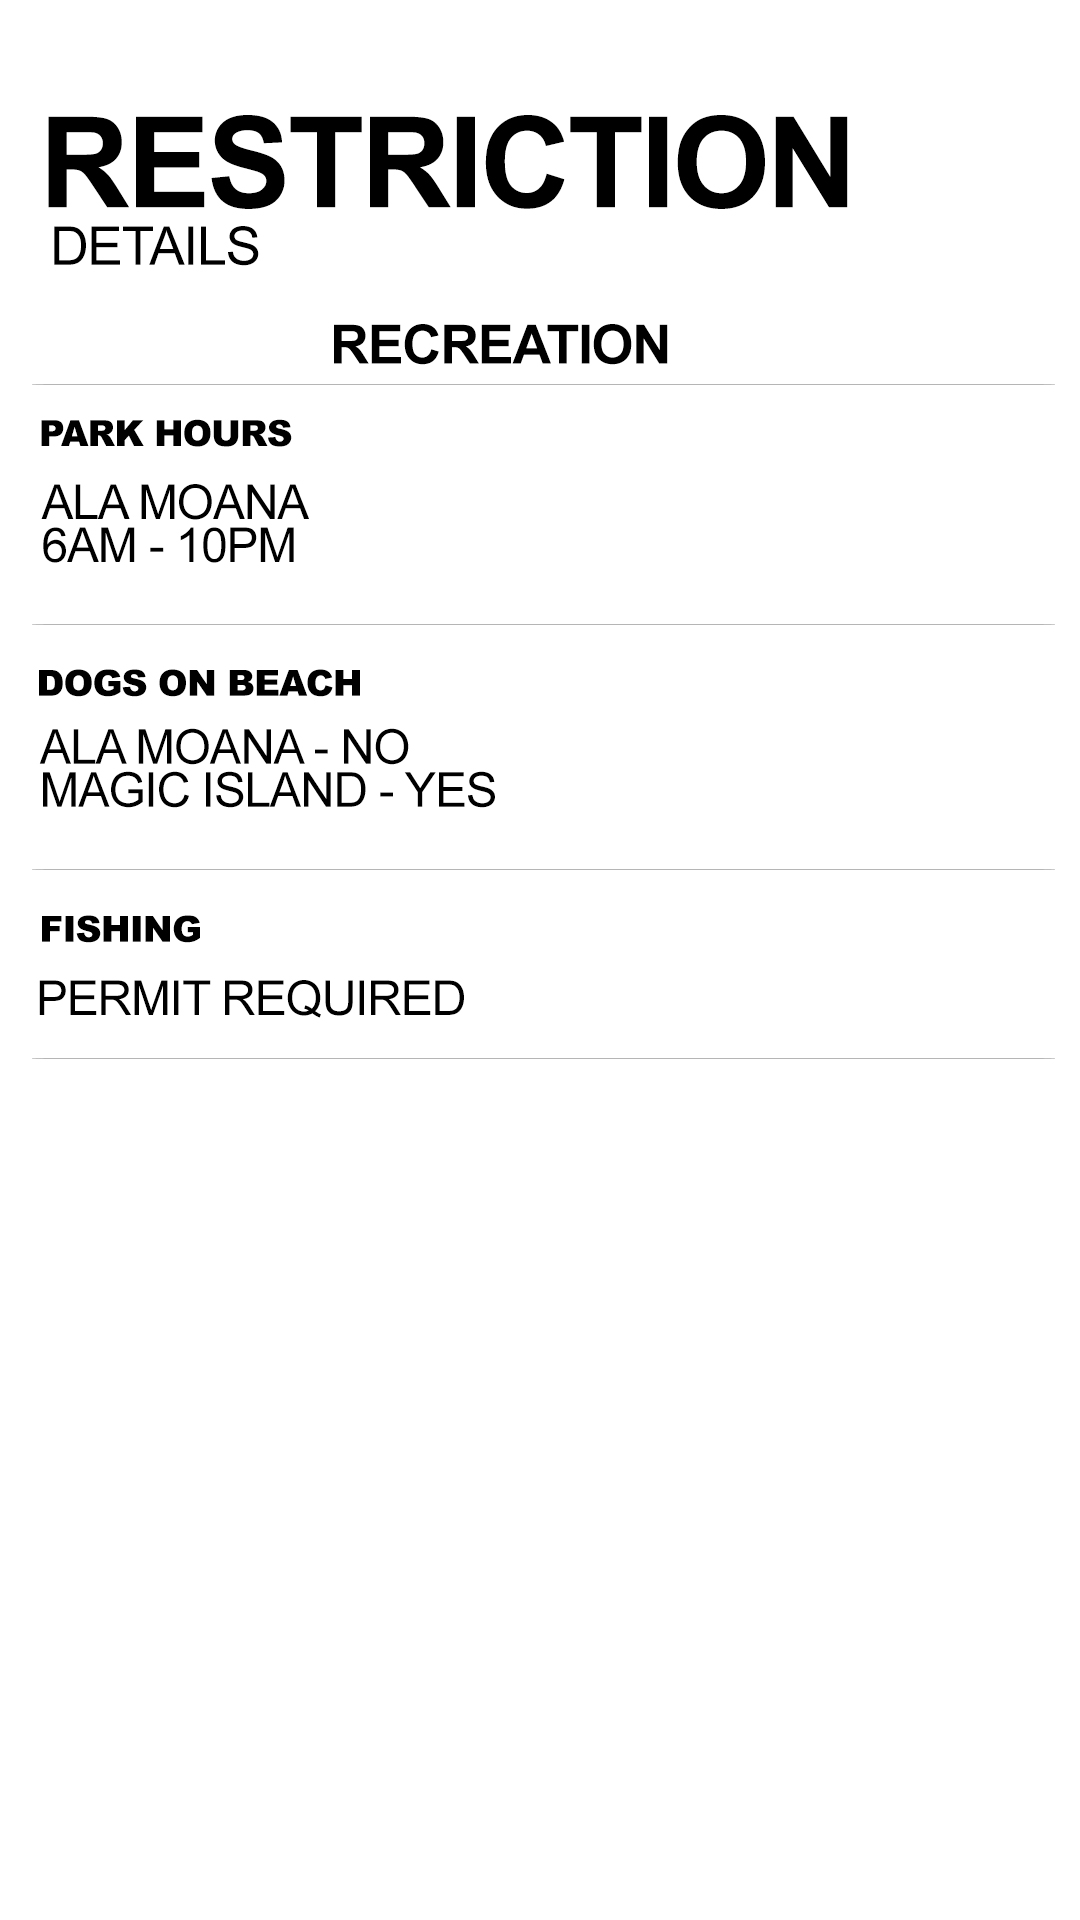 RESTRICTION
DETAILS
RECREATION
PARK HOURS
ALA MOANA
6AM - 10PM
DOGS ON BEACH
ALA MOANA - NO
MAGIC ISLAND - YES
FISHING
PERMIT REQUIRED